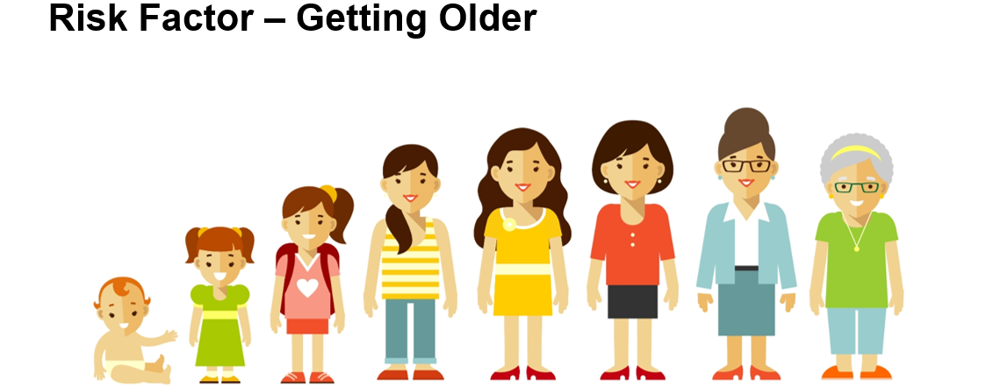 Risk Factor – Getting Older